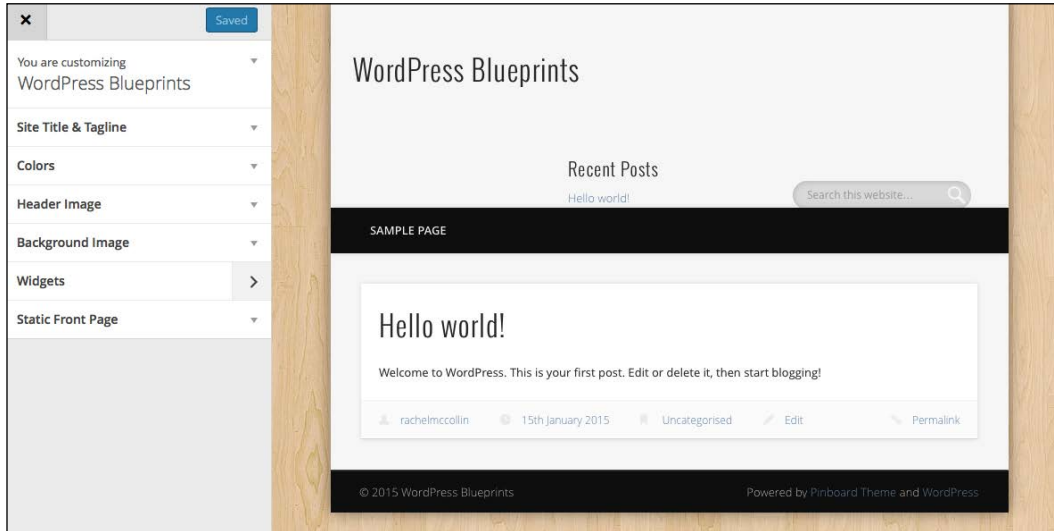 Saved
You are customizing
WordPress Blueprints
Site Title & Tagline
Colors
Header Image
Background Image
Widgets
Static Front Page
WordPress Blueprints
Recent Posts
Hello world!
Search this website...
SAMPLE PAGE
Hello world!
Welcome to WordPress. This is your first post. Edit or delete it, then start blogging!
rachelmccollin 15th January 2015 Uncategorised Edit Permalink
© 2015 WordPress Blueprints Powered by Pinboard Theme and WordPress